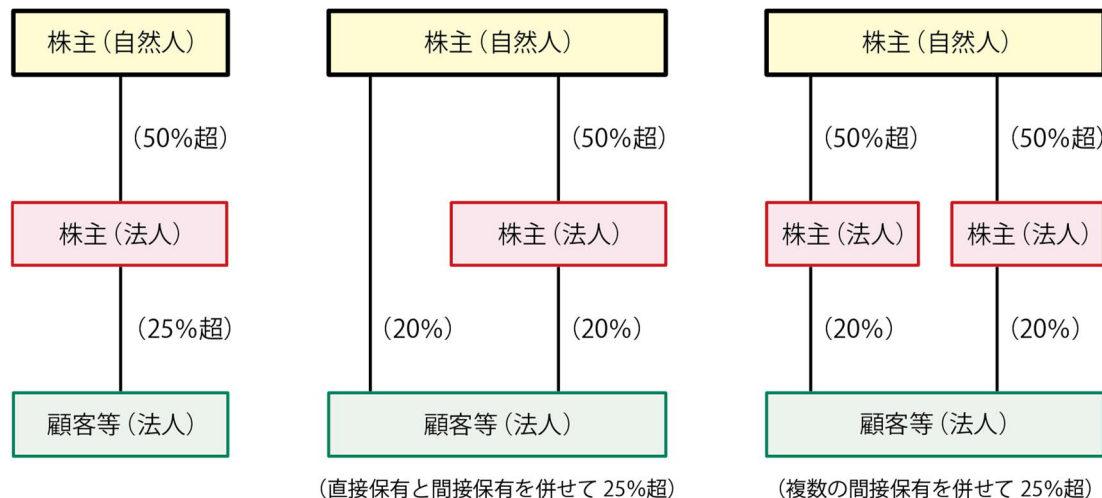 株主（自然人）
（50%超）
株主（法人）
（25%超）
顧客等（法人）
株主（自然人）
（50%超）
株主（法人）
（20%）
（20%）
顧客等（法人）
（直接保有と間接保有を併せて 25%超）
株主（自然人）
（50%超）
（50%超）
株主（法人）
株主（法人）
（20%）
（20%）
顧客等（法人）
（複数の間接保有を併せて 25%超）